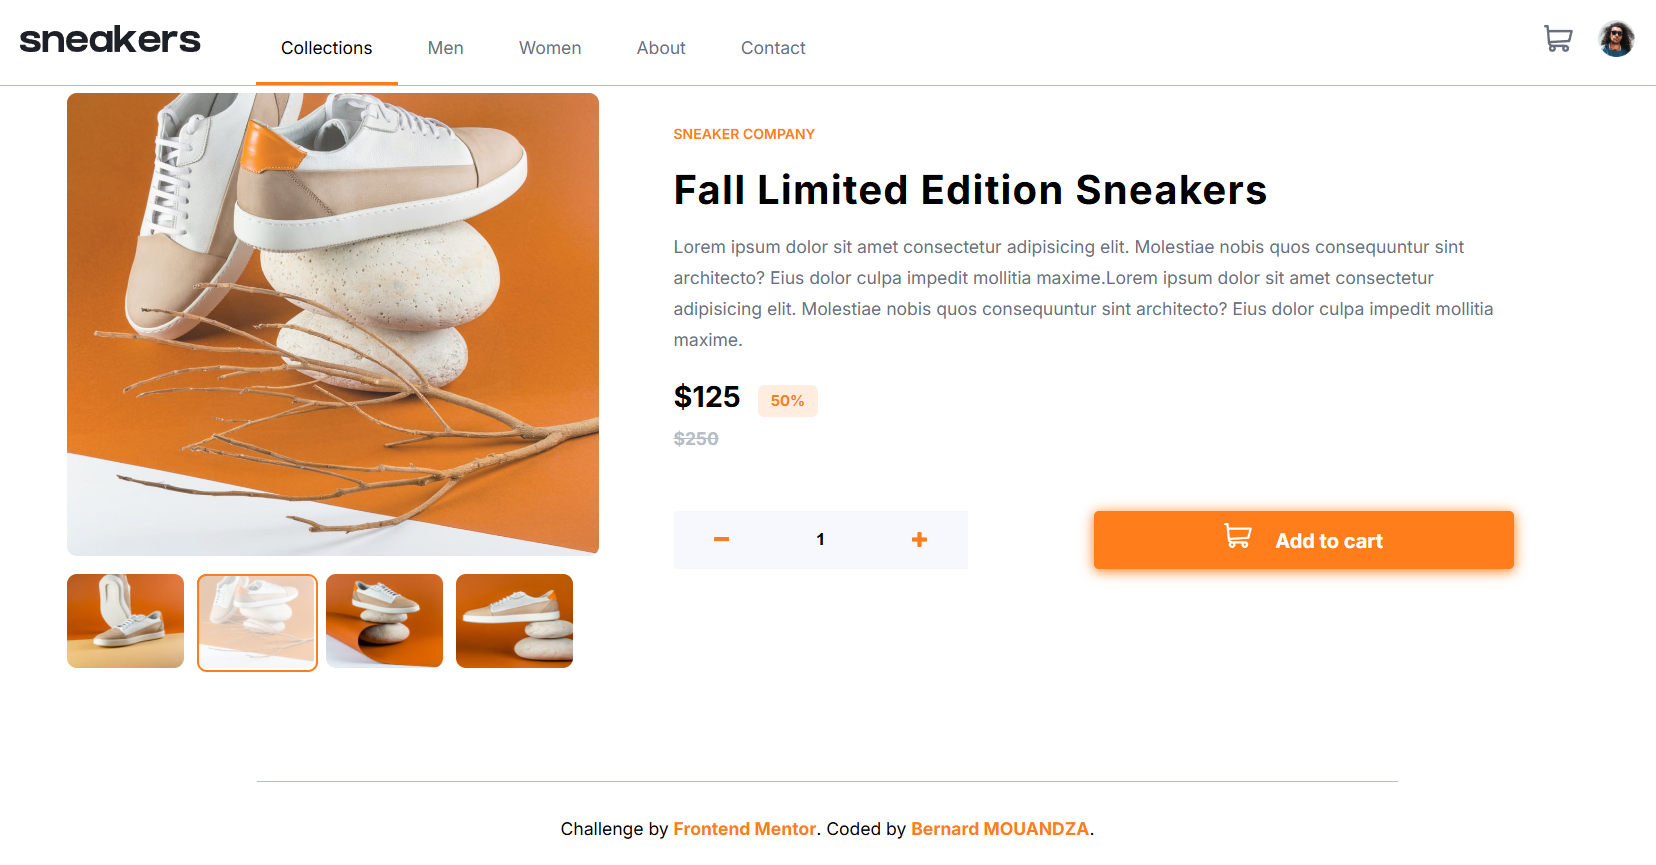 sneakers
Collections Men Women About Contact
SNEAKER COMPANY
Fall Limited Edition Sneakers
Lorem ipsum dolor sit amet consectetur adipisicing elit. Molestiae nobis quos consequuntur sint
architecto? Eius dolor culpa impedit mollitia maxime.Lorem ipsum dolor sit amet consectetur
adipisicing elit. Molestiae nobis quos consequuntur sint architecto? Eius dolor culpa impedit mollitia
maxime.
$125 50%
$250
1
Add to cart
Challenge by Frontend Mentor. Coded by Bernard MOUANDZA.